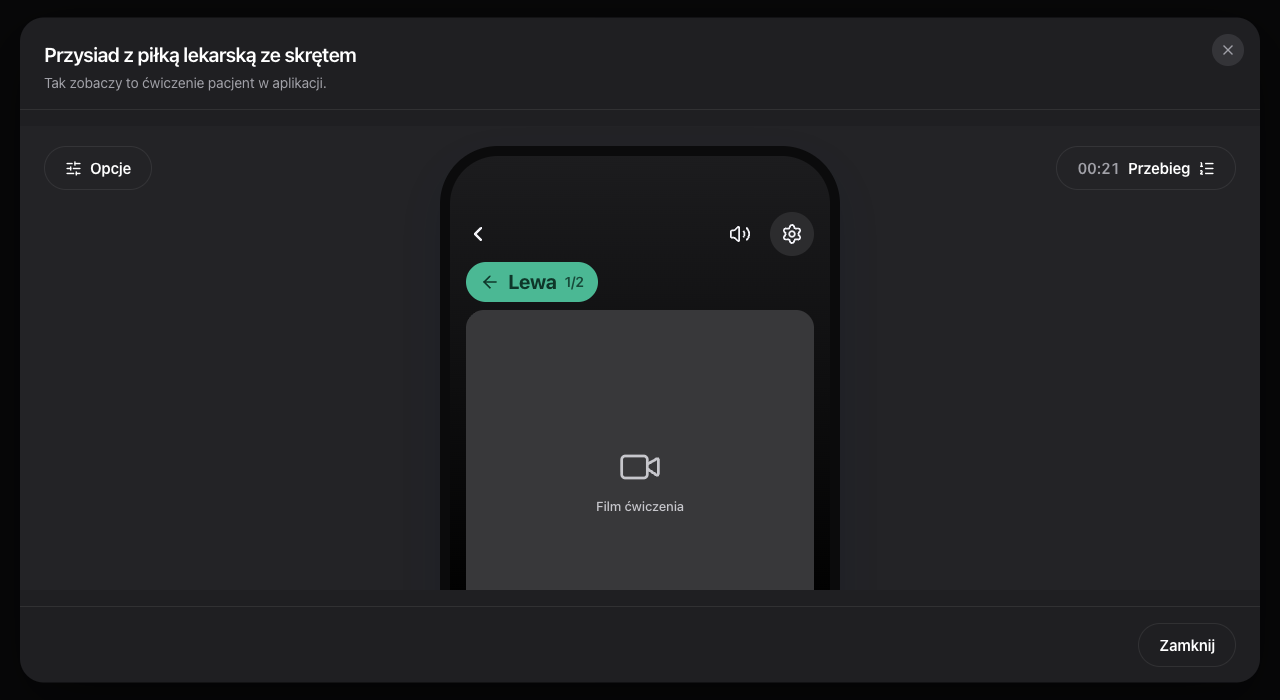 Przysiad z piłką lekarską ze skrętem
Tak zobaczy to ćwiczenie pacjent w aplikacji.
Opcje
00:21 Przebieg
Lewa 1/2
Film ćwiczenia
Zamknij